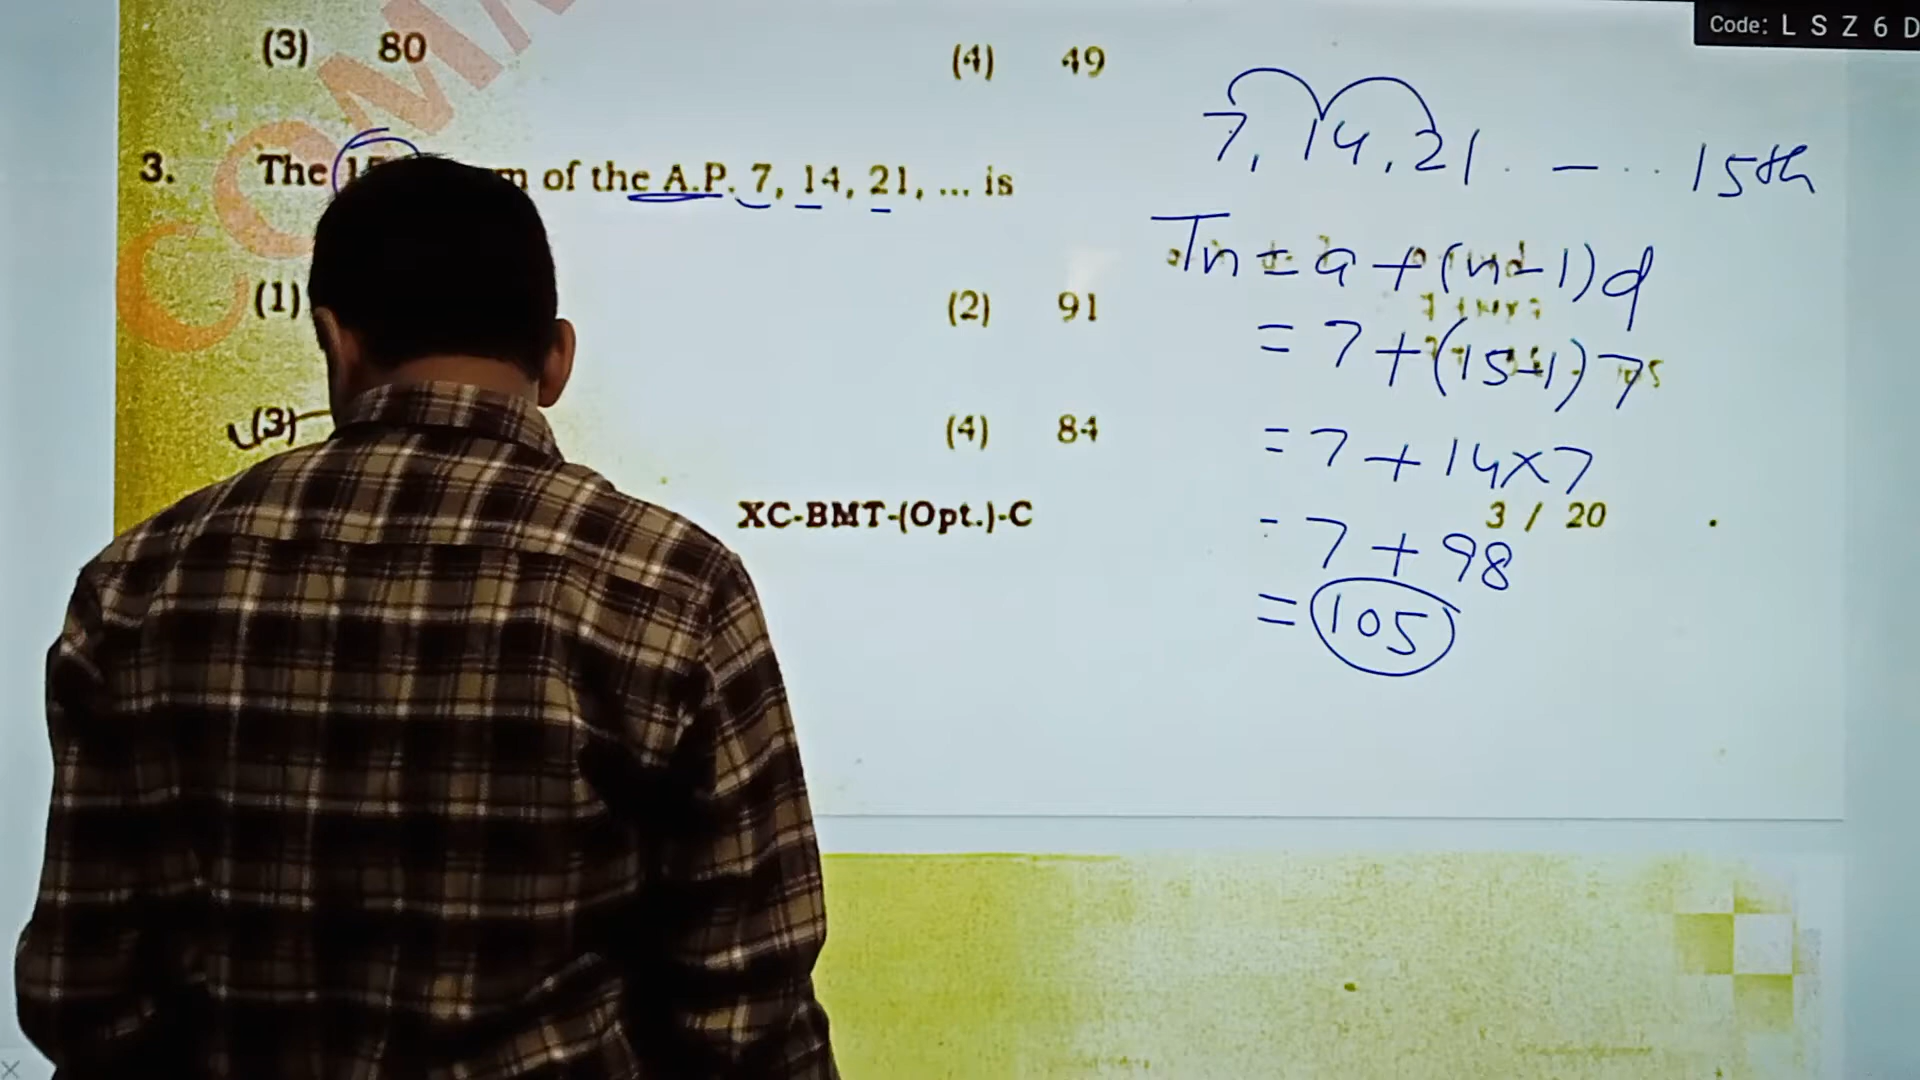 Code: L S Z 6 D
(3) 80 (4) 49
3. The of the A.P. 7, 14, 21, ... is
(1) (2) 91
(3) (4) 84
XC-BMT-(Opt.)-C 3 / 20
7, 14, 21. - ... 15th
Tn = a + (n-1)d
= 7 + (15-1) 7
= 7 + 14 x 7
= 7 + 98
= 105